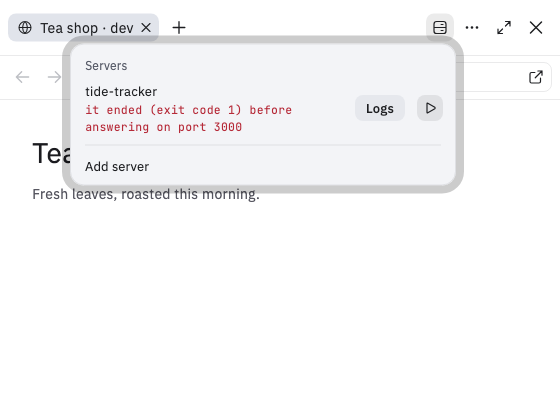 Tea shop · dev
Servers
tide-tracker
it ended (exit code 1) before
answering on port 3000
Logs
Add server
Tea
Fresh leaves, roasted this morning.